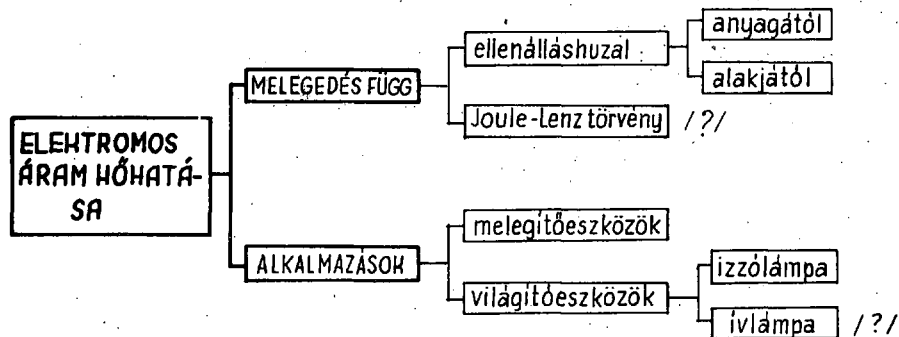 ELEKTROMOS
ÁRAM HŐHATÁ-
SA
MELEGEDÉS FÜGG
ellenálláshuzal
anyagától
alakjától
Joule-Lenz törvény /?/
ALKALMAZÁSOK
melegítőeszközök
világítóeszközök
izzólámpa
ívlámpa /?/